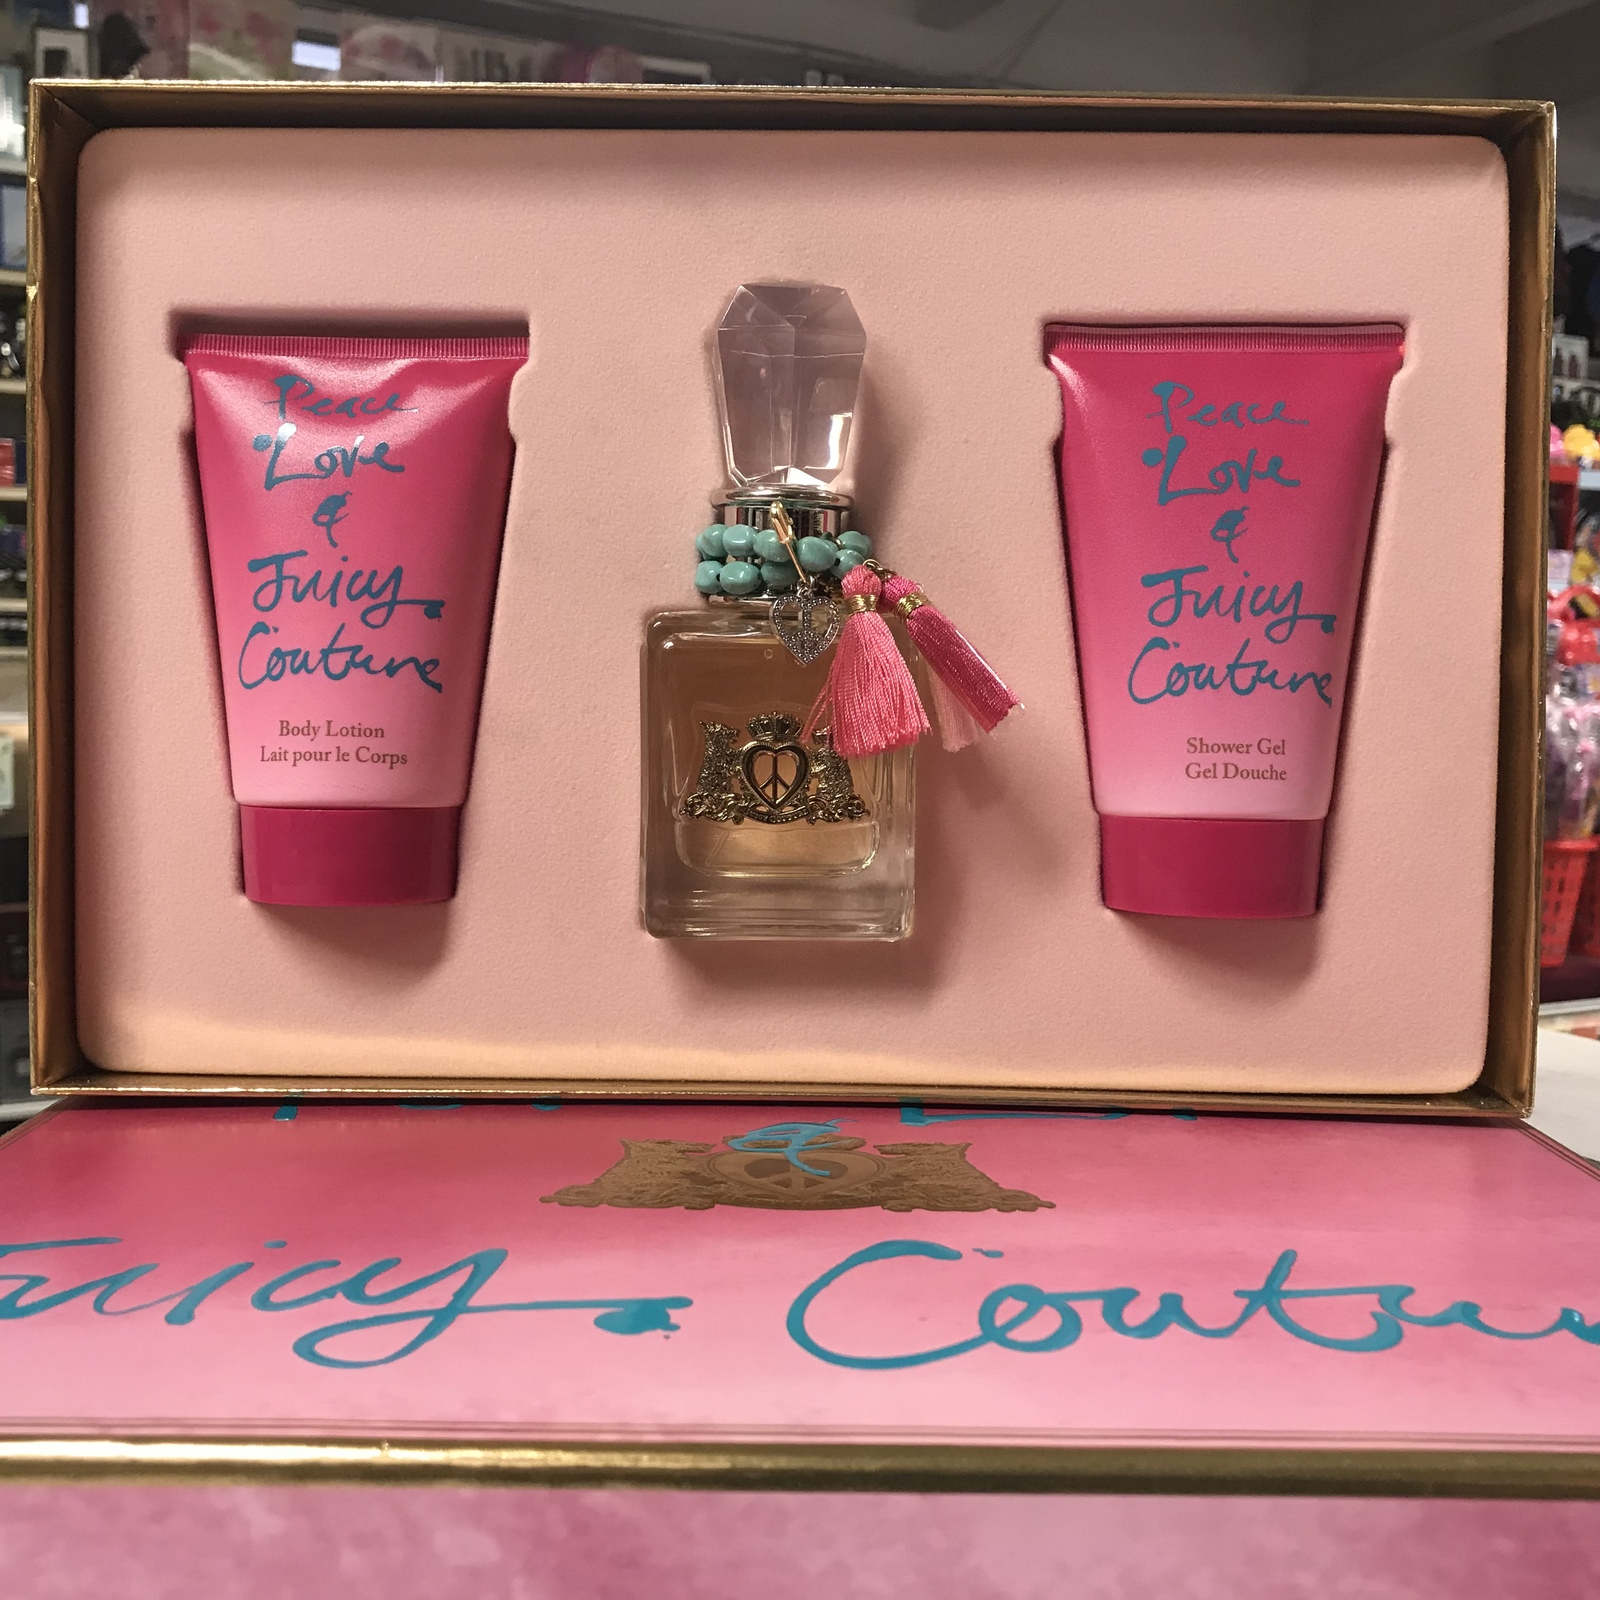 Peace
Love
&
Juicy
Couture
Body Lotion
Lait pour le Corps
Peace
Love
&
Juicy
Couture
Shower Gel
Gel Douche
&
Juicy Couture